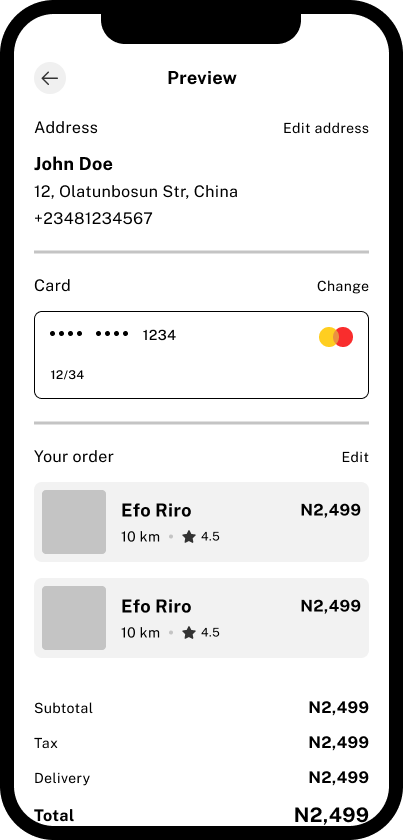 Preview
Address Edit address
John Doe
12, Olatunbosun Str, China
+23481234567
Card Change
•••• •••• 1234
12/34
Your order Edit
Efo Riro N2,499
10 km • ★ 4.5
Efo Riro N2,499
10 km • ★ 4.5
Subtotal N2,499
Tax N2,499
Delivery N2,499
Total N2,499